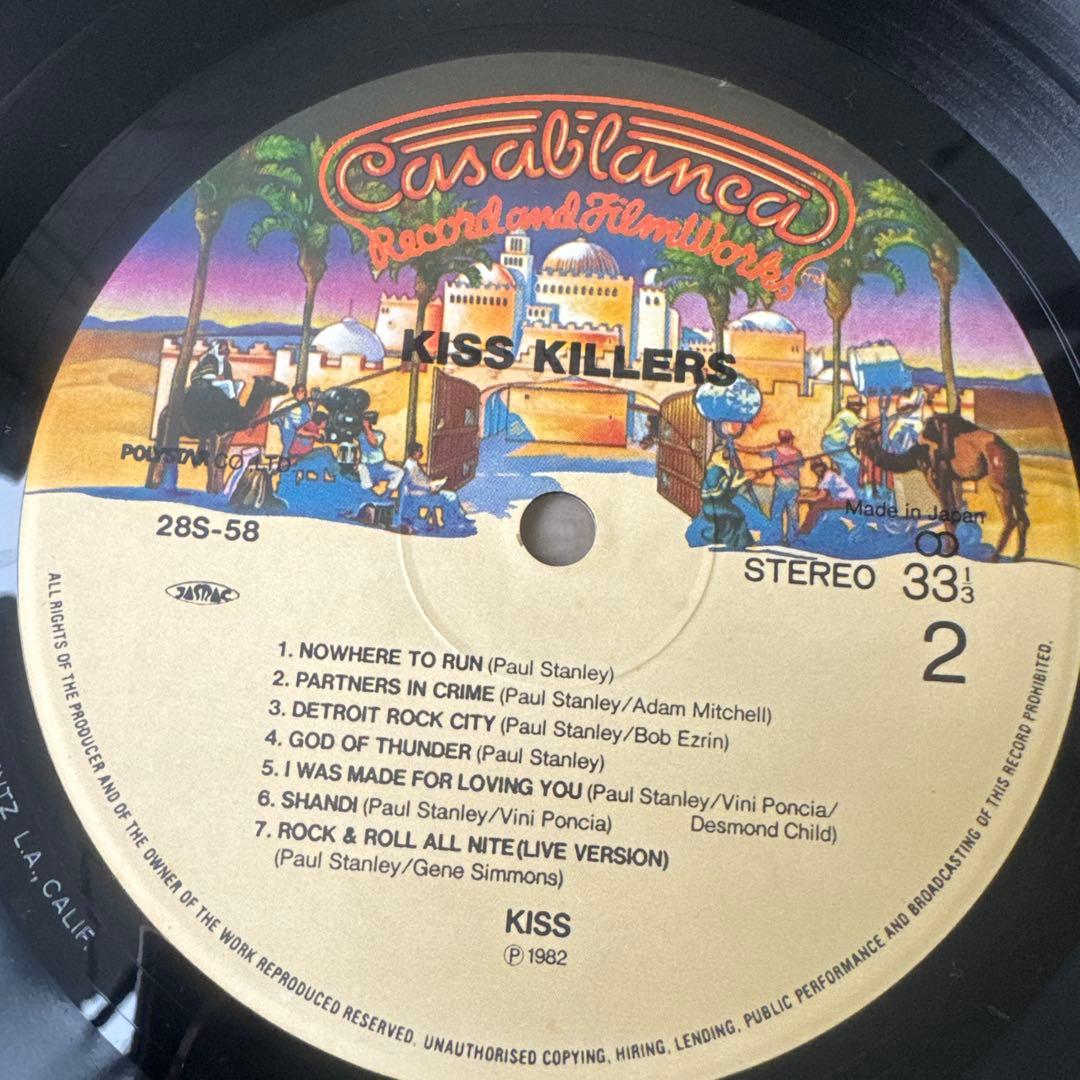 Casablanca
Record and FilmWorks
KISS KILLERS
POLYSTAR CO., LTD.
28S-58
Made in Japan
STEREO 33 1/3
2
JASRAC
1. NOWHERE TO RUN (Paul Stanley)
2. PARTNERS IN CRIME (Paul Stanley/Adam Mitchell)
3. DETROIT ROCK CITY (Paul Stanley/Bob Ezrin)
4. GOD OF THUNDER (Paul Stanley)
5. I WAS MADE FOR LOVING YOU (Paul Stanley/Vini Poncia/
Desmond Child)
6. SHANDI (Paul Stanley/Vini Poncia)
7. ROCK & ROLL ALL NITE (LIVE VERSION)
(Paul Stanley/Gene Simmons)
KISS
Ⓟ 1982
ALL RIGHTS OF THE PRODUCER AND OF THE OWNER OF THE WORK REPRODUCED RESERVED. UNAUTHORISED COPYING, HIRING, LENDING, PUBLIC PERFORMANCE AND BROADCASTING OF THIS RECORD PROHIBITED.
L.A., CALIF.